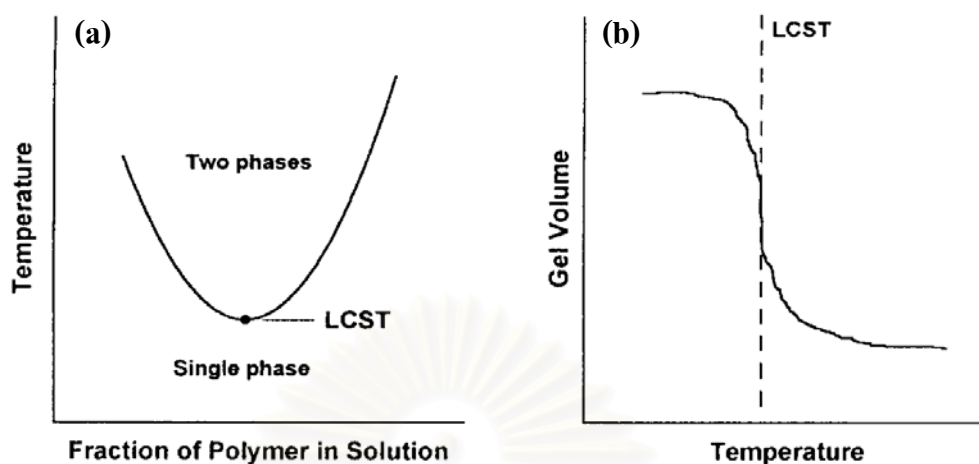 (a)
Temperature
Two phases
LCST
Single phase
Fraction of Polymer in Solution
(b)
LCST
Gel Volume
Temperature